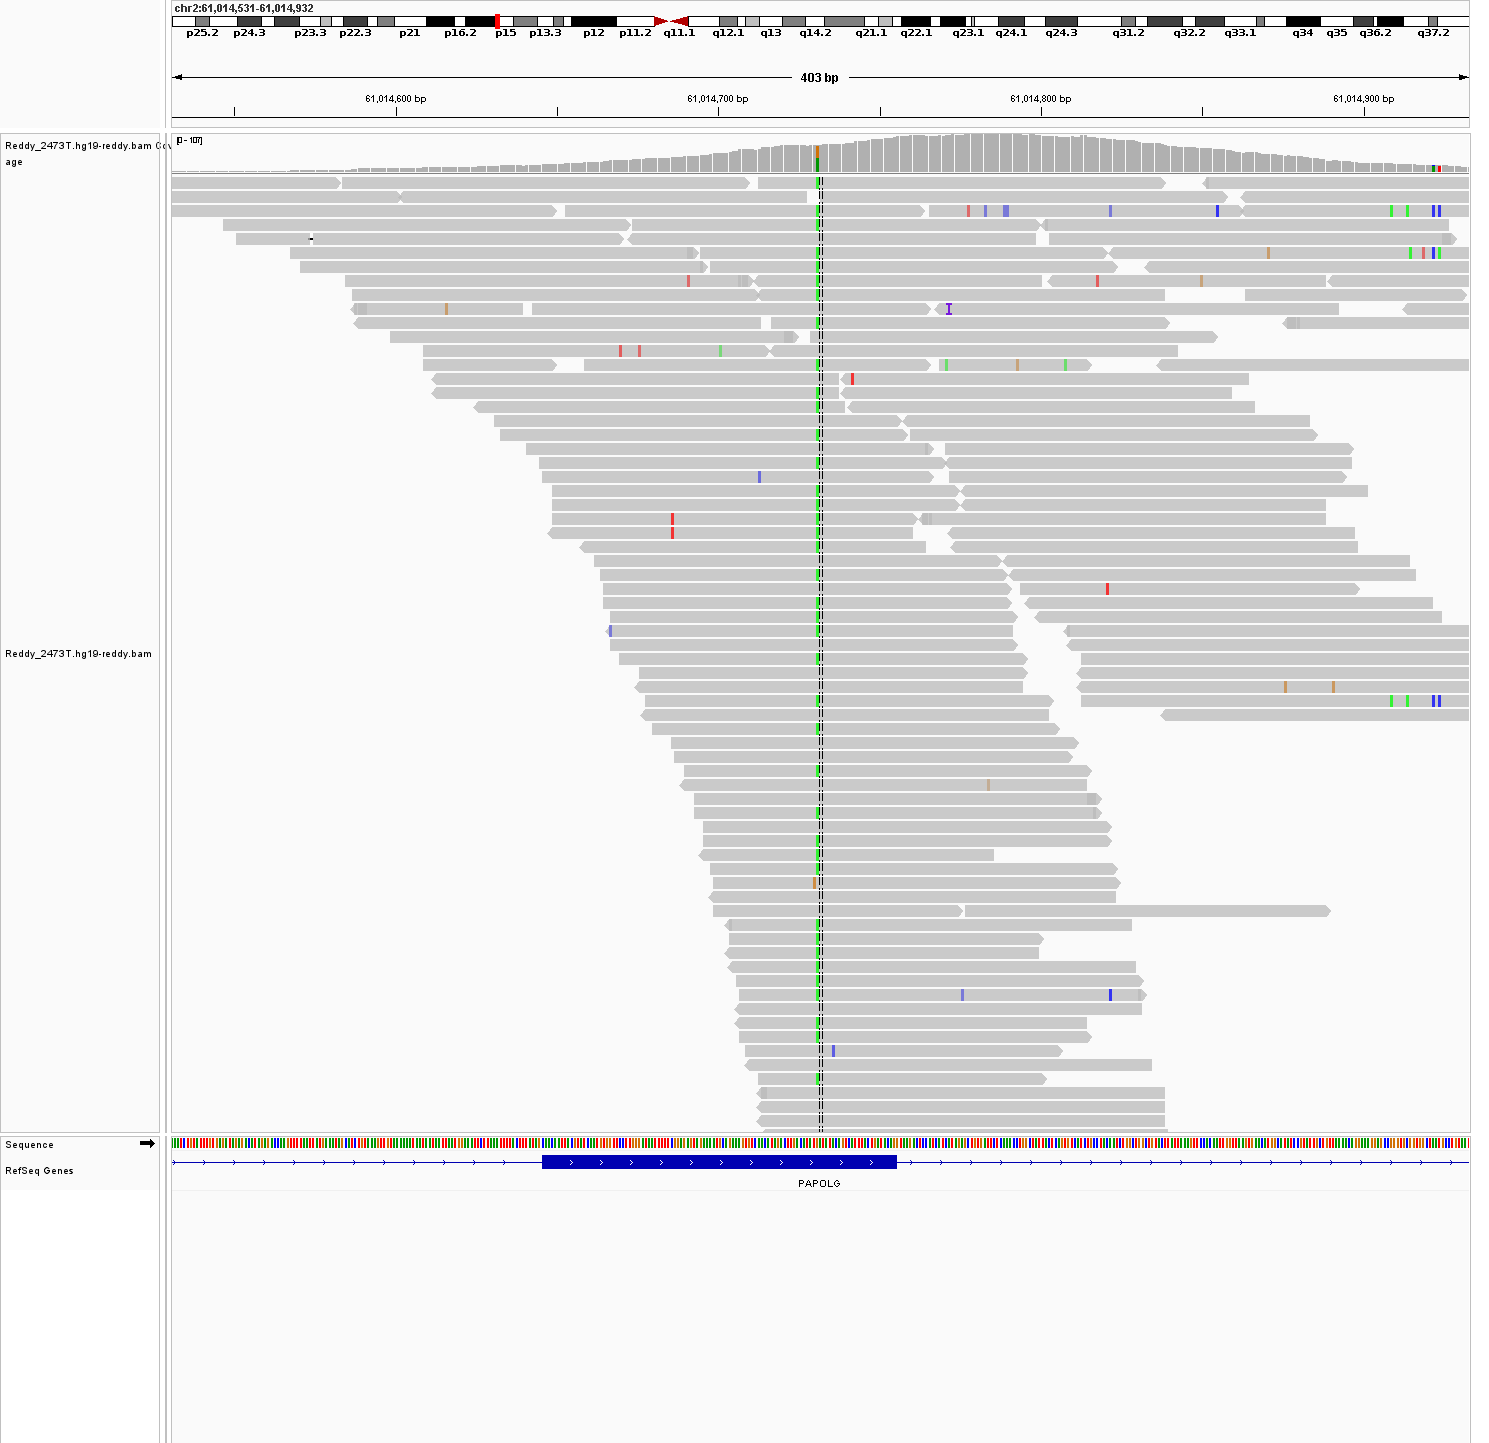 chr2:61,014,531-61,014,932
p25.2 p24.3 p23.3 p22.3 p21 p16.2 p15 p13.3 p12 p11.2 q11.1 q12.1 q13 q14.2 q21.1 q22.1 q23.1 q24.1 q24.3 q31.2 q32.2 q33.1 q34 q35 q36.2 q37.2
403 bp
61,014,600 bp 61,014,700 bp 61,014,800 bp 61,014,900 bp
Reddy_2473T.hg19-reddy.bam Cov
age
[0 - 107]
Reddy_2473T.hg19-reddy.bam
I
Sequence
RefSeq Genes
PAPOLG